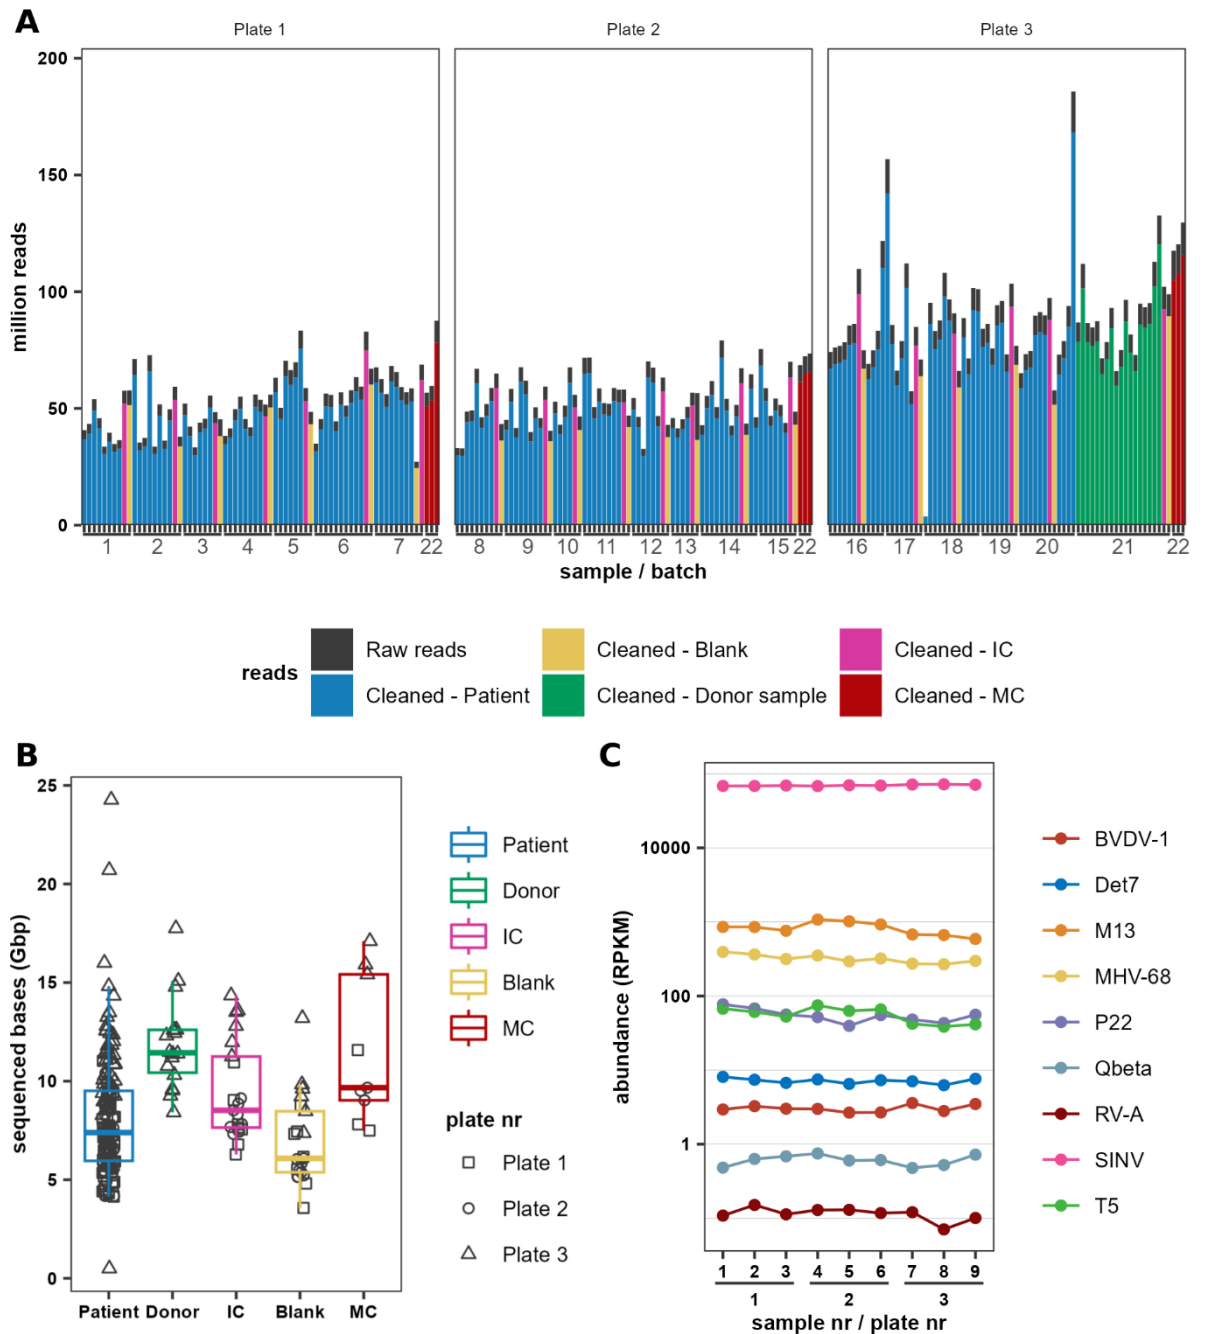 A
Plate 1 Plate 2 Plate 3
million reads
200
150
100
50
0
1 2 3 4 5 6 7 22 8 9 10 11 12 13 14 15 22 16 17 18 19 20 21 22
sample / batch
reads
Raw reads Cleaned - Blank Cleaned - IC
Cleaned - Patient Cleaned - Donor sample Cleaned - MC
B
sequenced bases (Gbp)
25
20
15
10
5
0
Patient Donor IC Blank MC
Patient
Donor
IC
Blank
MC
plate nr
Plate 1
Plate 2
Plate 3
C
abundance (RPKM)
10000
100
1
1 2 3 4 5 6 7 8 9
1 2 3
sample nr / plate nr
BVDV-1
Det7
M13
MHV-68
P22
Qbeta
RV-A
SINV
T5